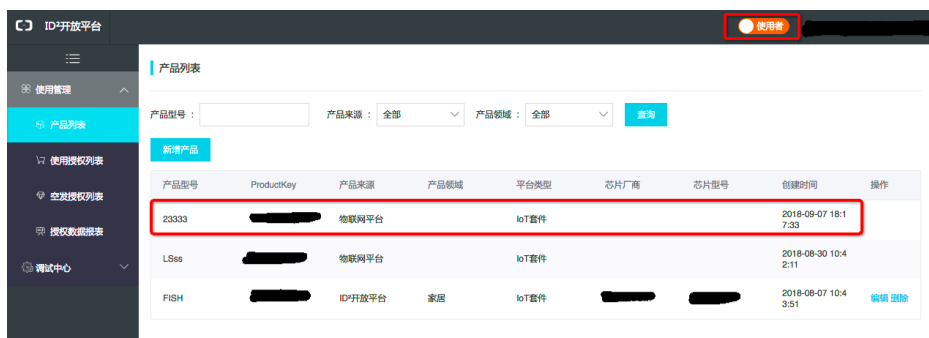 ID²开放平台
使用者
使用管理
产品列表
使用授权列表
空发授权列表
授权数据报表
调试中心
产品列表
产品型号 : 产品来源 : 全部 产品领域 : 全部 查询
新增产品
产品型号 ProductKey 产品来源 产品领域 平台类型 芯片厂商 芯片型号 创建时间 操作
23333 物联网平台 IoT套件 2018-09-07 18:1
7:33
LSss 物联网平台 IoT套件 2018-08-30 10:4
2:11
FISH ID²开放平台 家居 IoT套件 2018-08-07 10:4
3:51 编辑 删除